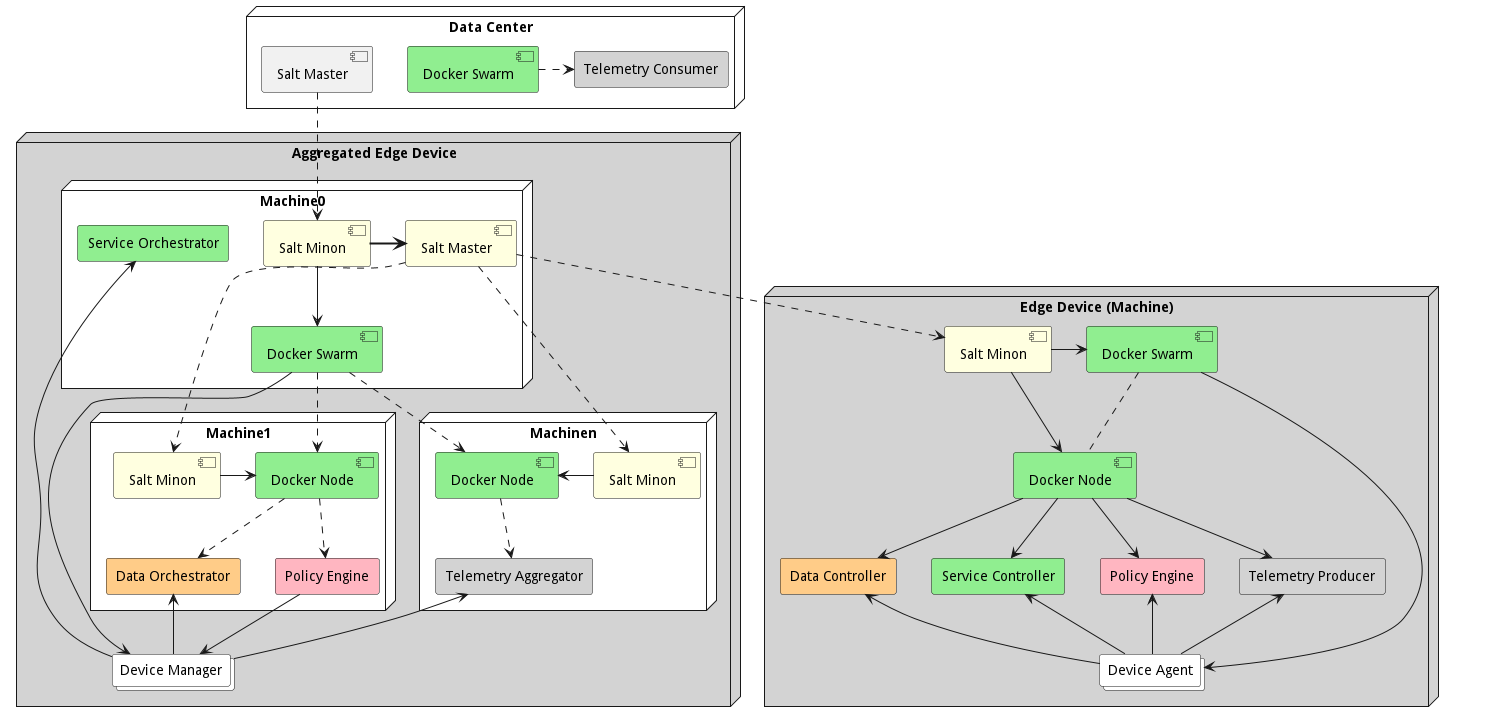 Data Center
Salt Master
Docker Swarm
Telemetry Consumer
Aggregated Edge Device
Machine0
Service Orchestrator
Salt Minon
Salt Master
Docker Swarm
Machine1
Salt Minon
Docker Node
Data Orchestrator
Policy Engine
Machinen
Docker Node
Salt Minon
Telemetry Aggregator
Device Manager
Edge Device (Machine)
Salt Minon
Docker Swarm
Docker Node
Data Controller
Service Controller
Policy Engine
Telemetry Producer
Device Agent